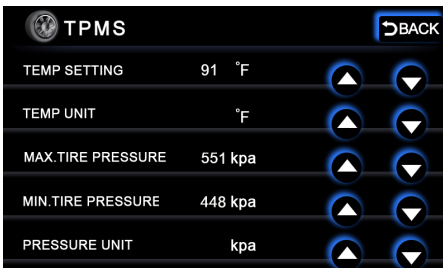 TPMS
BACK
TEMP SETTING 91 °F
TEMP UNIT °F
MAX.TIRE PRESSURE 551 kpa
MIN.TIRE PRESSURE 448 kpa
PRESSURE UNIT kpa